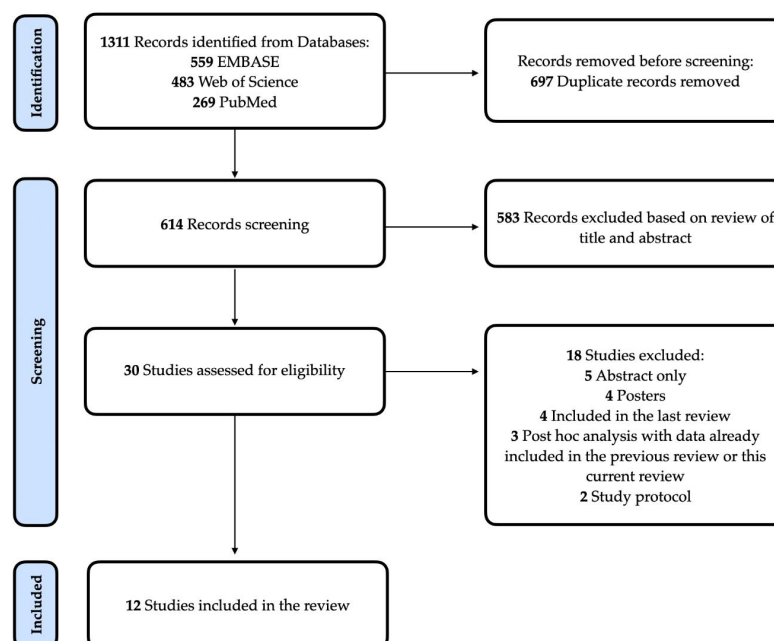 Identification
1311 Records identified from Databases:
559 EMBASE
483 Web of Science
269 PubMed
Records removed before screening:
697 Duplicate records removed
Screening
614 Records screening
583 Records excluded based on review of
title and abstract
30 Studies assessed for eligibility
18 Studies excluded:
5 Abstract only
4 Posters
4 Included in the last review
3 Post hoc analysis with data already
included in the previous review or this
current review
2 Study protocol
Included
12 Studies included in the review